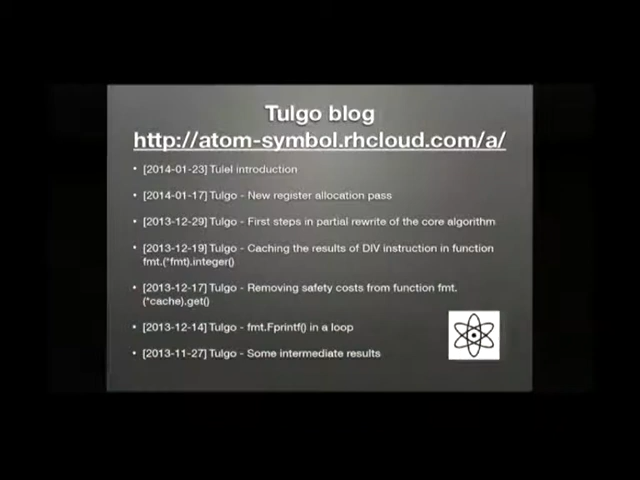 Tulgo blog
http://atom-symbol.rhcloud.com/a/
• [2014-01-23] Tulel introduction
• [2014-01-17] Tulgo - New register allocation pass
• [2013-12-29] Tulgo - First steps in partial rewrite of the core algorithm
• [2013-12-19] Tulgo - Caching the results of DIV instruction in function
fmt.(*fmt).integer()
• [2013-12-17] Tulgo - Removing safety costs from function fmt.
(*cache).get()
• [2013-12-14] Tulgo - fmt.Fprintf() in a loop
• [2013-11-27] Tulgo - Some intermediate results